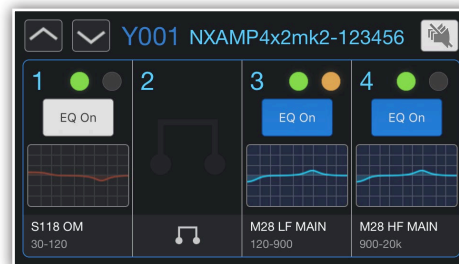 Y001 NXAMP4x2mk2-123456
1 2 3 4
EQ On EQ On EQ On
S118 OM M28 LF MAIN M28 HF MAIN
30-120 120-900 900-20k